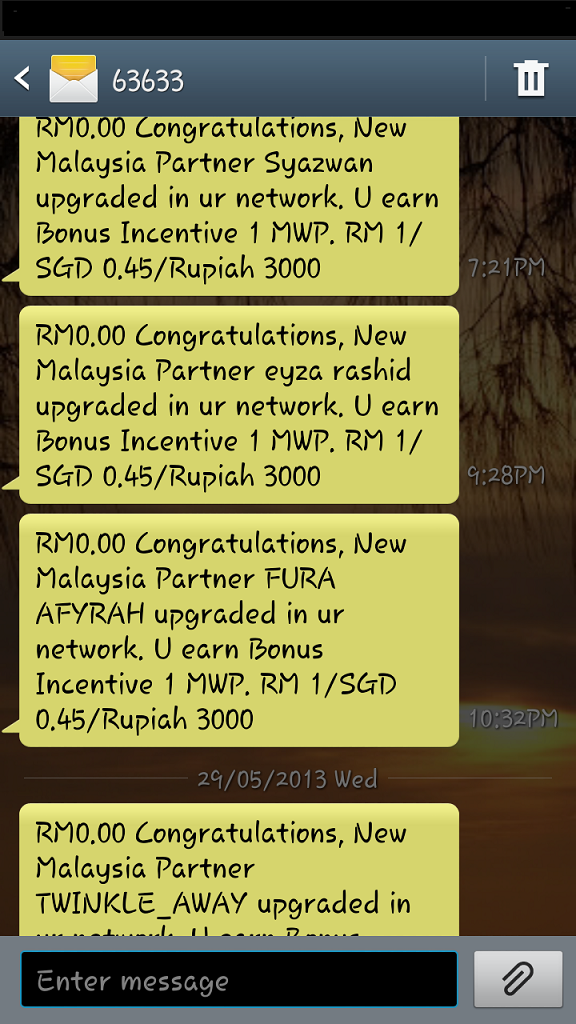 63633
RM0.00 Congratulations, New
Malaysia Partner Syazwan
upgraded in ur network. U earn
Bonus Incentive 1 MWP. RM 1/
SGD 0.45/Rupiah 3000
7:21PM
RM0.00 Congratulations, New
Malaysia Partner eyza rashid
upgraded in ur network. U earn
Bonus Incentive 1 MWP. RM 1/
SGD 0.45/Rupiah 3000
9:28PM
RM0.00 Congratulations, New
Malaysia Partner FURA
AFYRAH upgraded in ur
network. U earn Bonus
Incentive 1 MWP. RM 1/SGD
0.45/Rupiah 3000
10:32PM
29/05/2013 Wed
RM0.00 Congratulations, New
Malaysia Partner
TWINKLE_AWAY upgraded in
ur network. U earn Bonus
Enter message